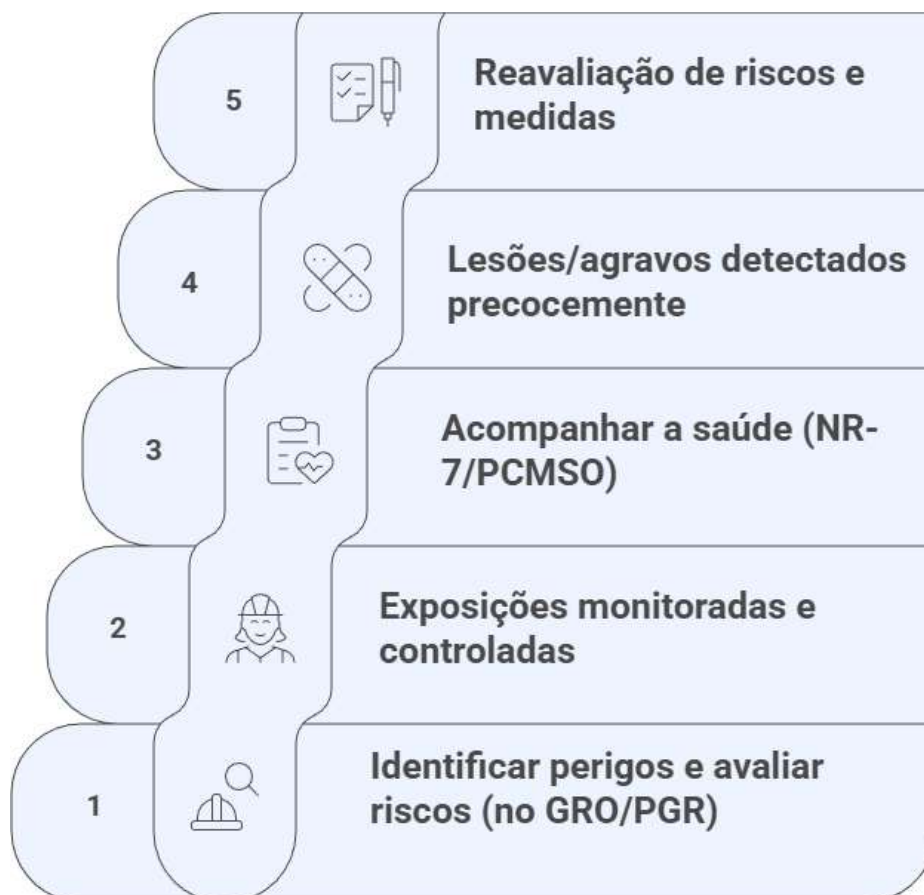 5
Reavaliação de riscos e
medidas
4
Lesões/agravos detectados
precocemente
3
Acompanhar a saúde (NR-
7/PCMSO)
2
Exposições monitoradas e
controladas
1
Identificar perigos e avaliar
riscos (no GRO/PGR)